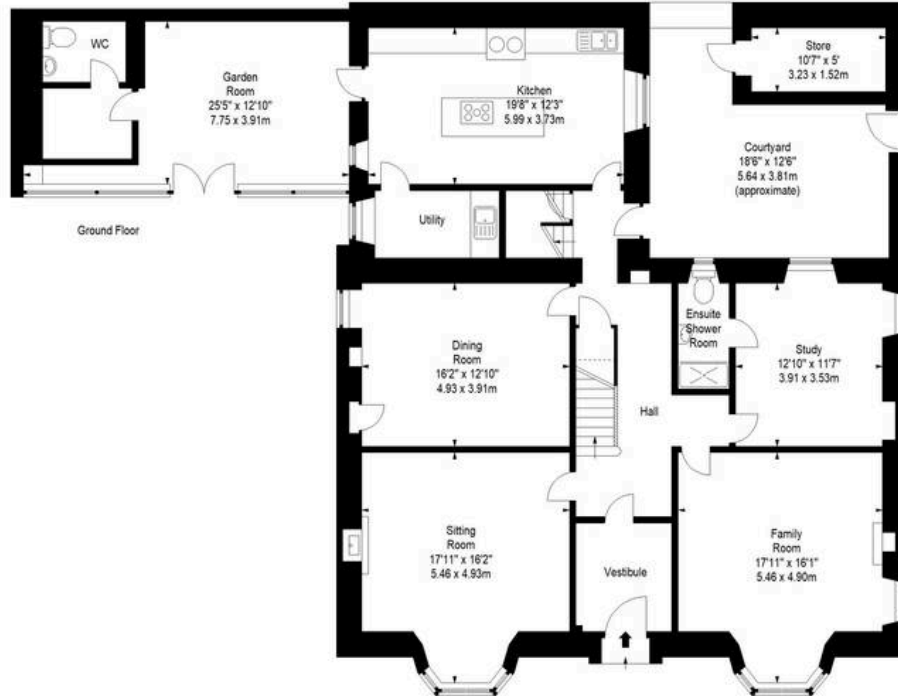 WC
Garden
Room
25'5" x 12'10"
7.75 x 3.91m
Kitchen
19'8" x 12'3"
5.99 x 3.73m
Store
10'7" x 5'
3.23 x 1.52m
Courtyard
18'6" x 12'6"
5.64 x 3.81m
(approximate)
Ground Floor
Utility
Dining
Room
16'2" x 12'10"
4.93 x 3.91m
Ensuite
Shower
Room
Study
12'10" x 11'7"
3.91 x 3.53m
Hall
Sitting
Room
17'11" x 16'2"
5.46 x 4.93m
Vestibule
Family
Room
17'11" x 16'1"
5.46 x 4.90m